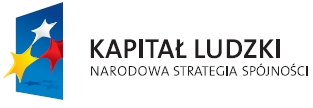 KAPITAŁ LUDZKI
NARODOWA STRATEGIA SPÓJNOŚCI